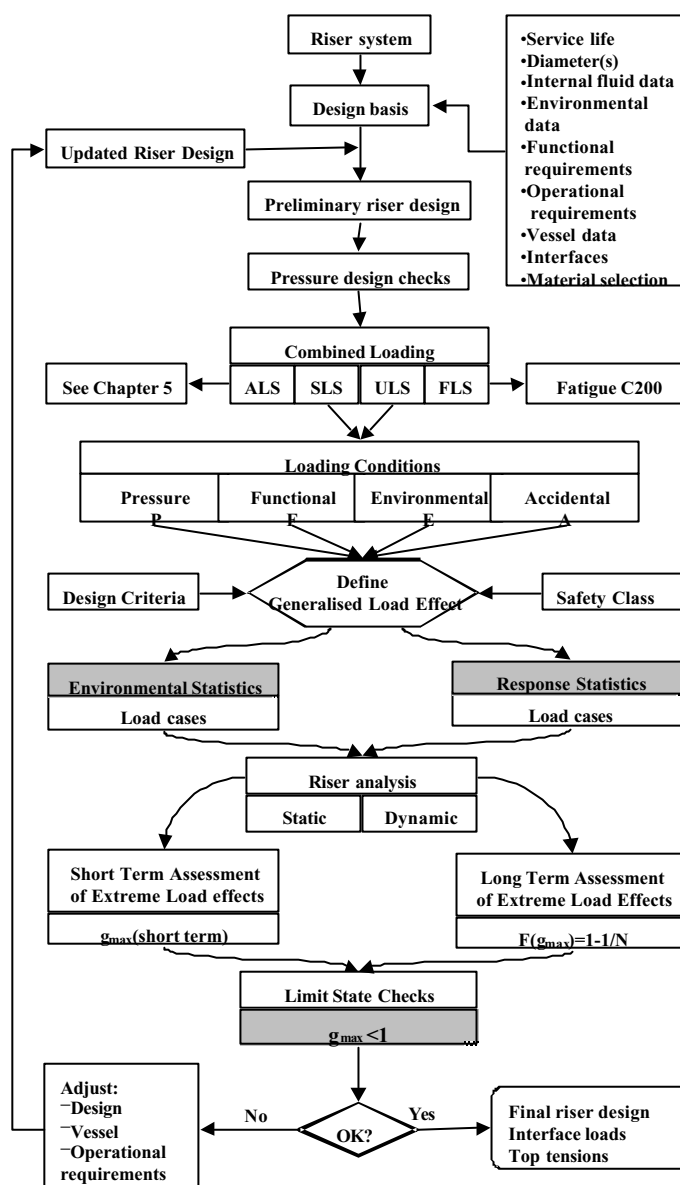 Riser system
•Service life
•Diameter(s)
•Internal fluid data
•Environmental
data
•Functional
requirements
•Operational
requirements
•Vessel data
•Interfaces
•Material selection
Design basis
Updated Riser Design
Preliminary riser design
Pressure design checks
Combined Loading
See Chapter 5
ALS
SLS
ULS
FLS
Fatigue C200
Loading Conditions
Pressure
P
Functional
F
Environmental
E
Accidental
A
Design Criteria
Define
Generalised Load Effect
Safety Class
Environmental Statistics
Load cases
Response Statistics
Load cases
Riser analysis
Static
Dynamic
Short Term Assessment
of Extreme Load effects
gmax(short term)
Long Term Assessment
of Extreme Load Effects
F(gmax)=1-1/N
Limit State Checks
gmax <1
Adjust:
–Design
–Vessel
–Operational
requirements
No
OK?
Yes
Final riser design
Interface loads
Top tensions